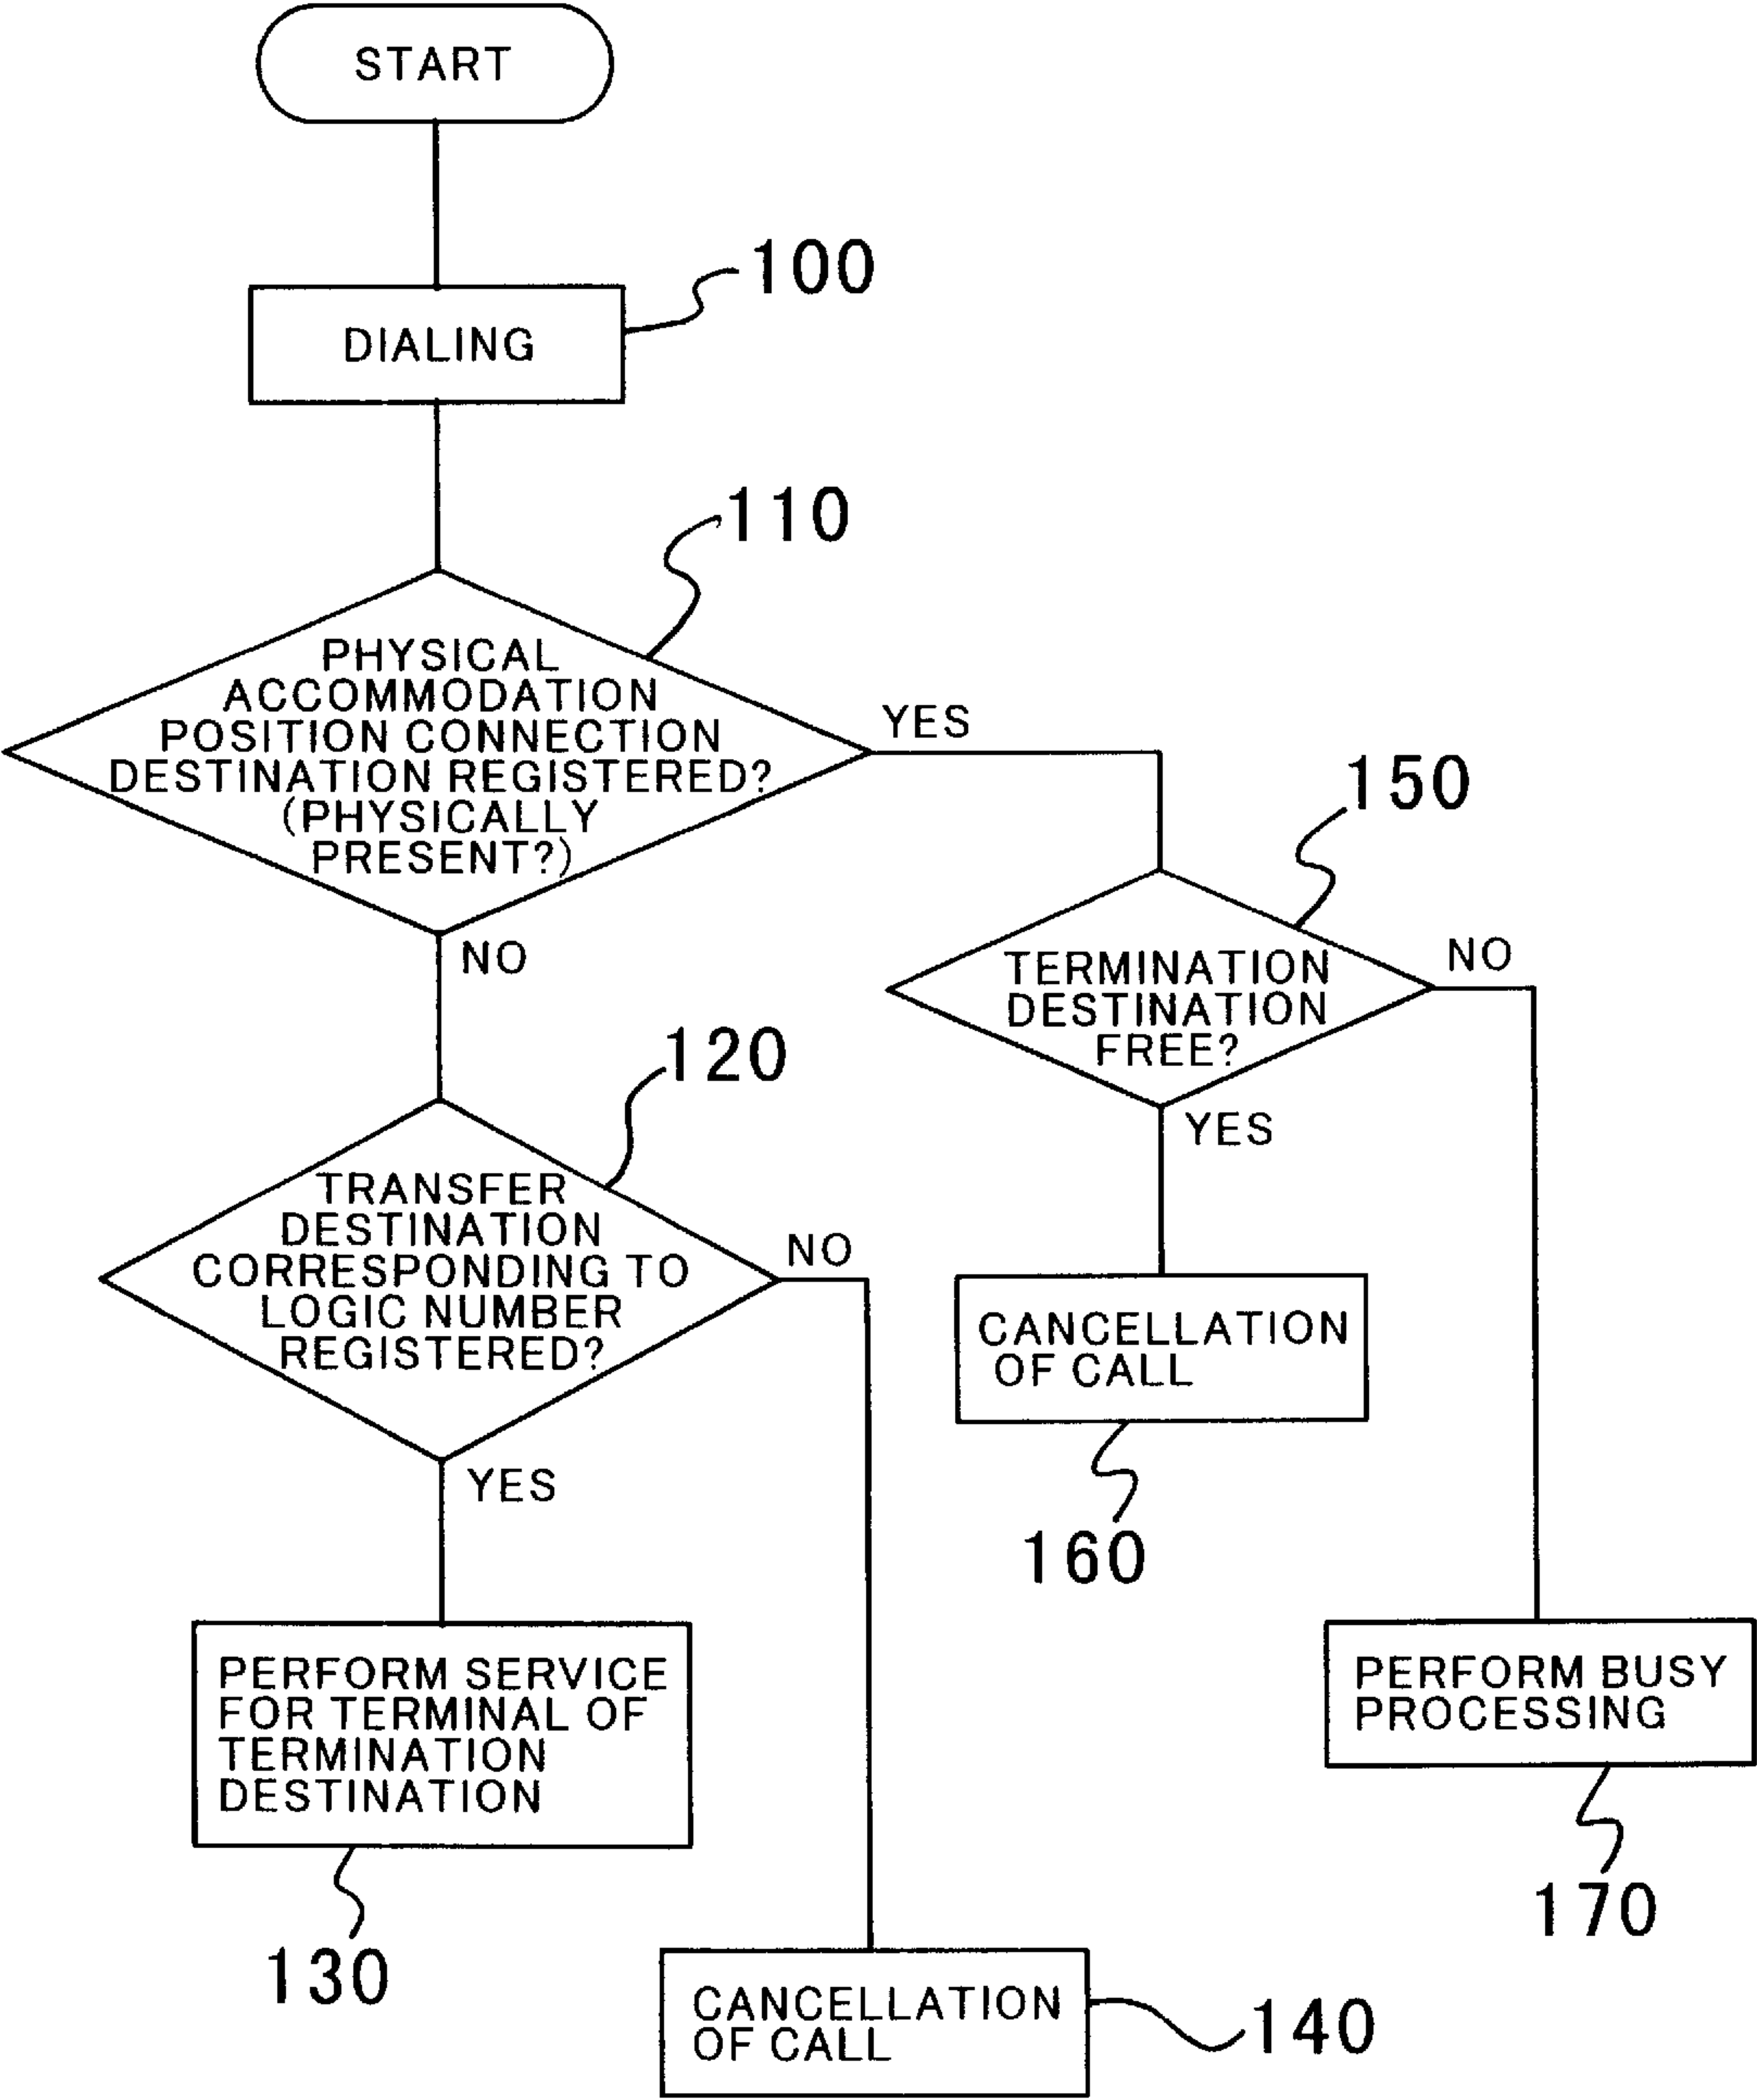 START
100
DIALING
110
PHYSICAL
ACCOMMODATION
POSITION CONNECTION
DESTINATION REGISTERED?
(PHYSICALLY
PRESENT?)
YES
NO
150
TERMINATION
DESTINATION
FREE?
NO
YES
120
TRANSFER
DESTINATION
CORRESPONDING TO
LOGIC NUMBER
REGISTERED?
NO
YES
CANCELLATION
OF CALL
160
PERFORM SERVICE
FOR TERMINAL OF
TERMINATION
DESTINATION
130
PERFORM BUSY
PROCESSING
170
CANCELLATION
OF CALL
140